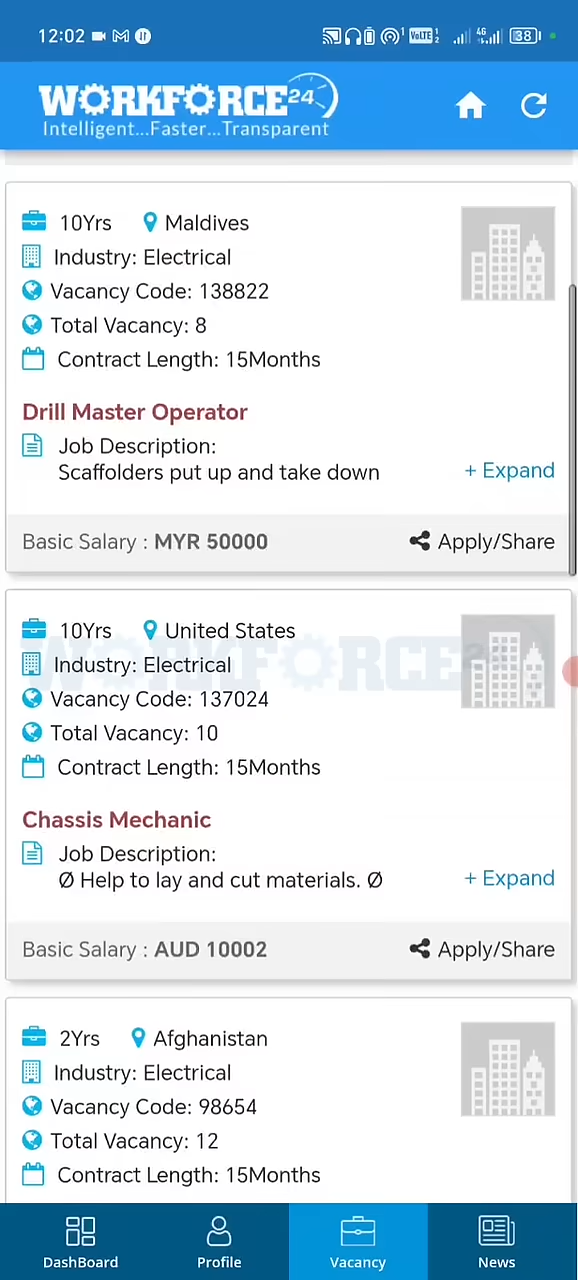 12:02
VoLTE 4G 38
WORKFORCE24
Intelligent...Faster...Transparent
10Yrs Maldives
Industry: Electrical
Vacancy Code: 138822
Total Vacancy: 8
Contract Length: 15Months
Drill Master Operator
Job Description:
Scaffolders put up and take down
+ Expand
Basic Salary : MYR 50000
Apply/Share
10Yrs United States
Industry: Electrical
WORKFORCE24
Vacancy Code: 137024
Total Vacancy: 10
Contract Length: 15Months
Chassis Mechanic
Job Description:
Ø Help to lay and cut materials. Ø
+ Expand
Basic Salary : AUD 10002
Apply/Share
2Yrs Afghanistan
Industry: Electrical
Vacancy Code: 98654
Total Vacancy: 12
Contract Length: 15Months
DashBoard
Profile
Vacancy
News